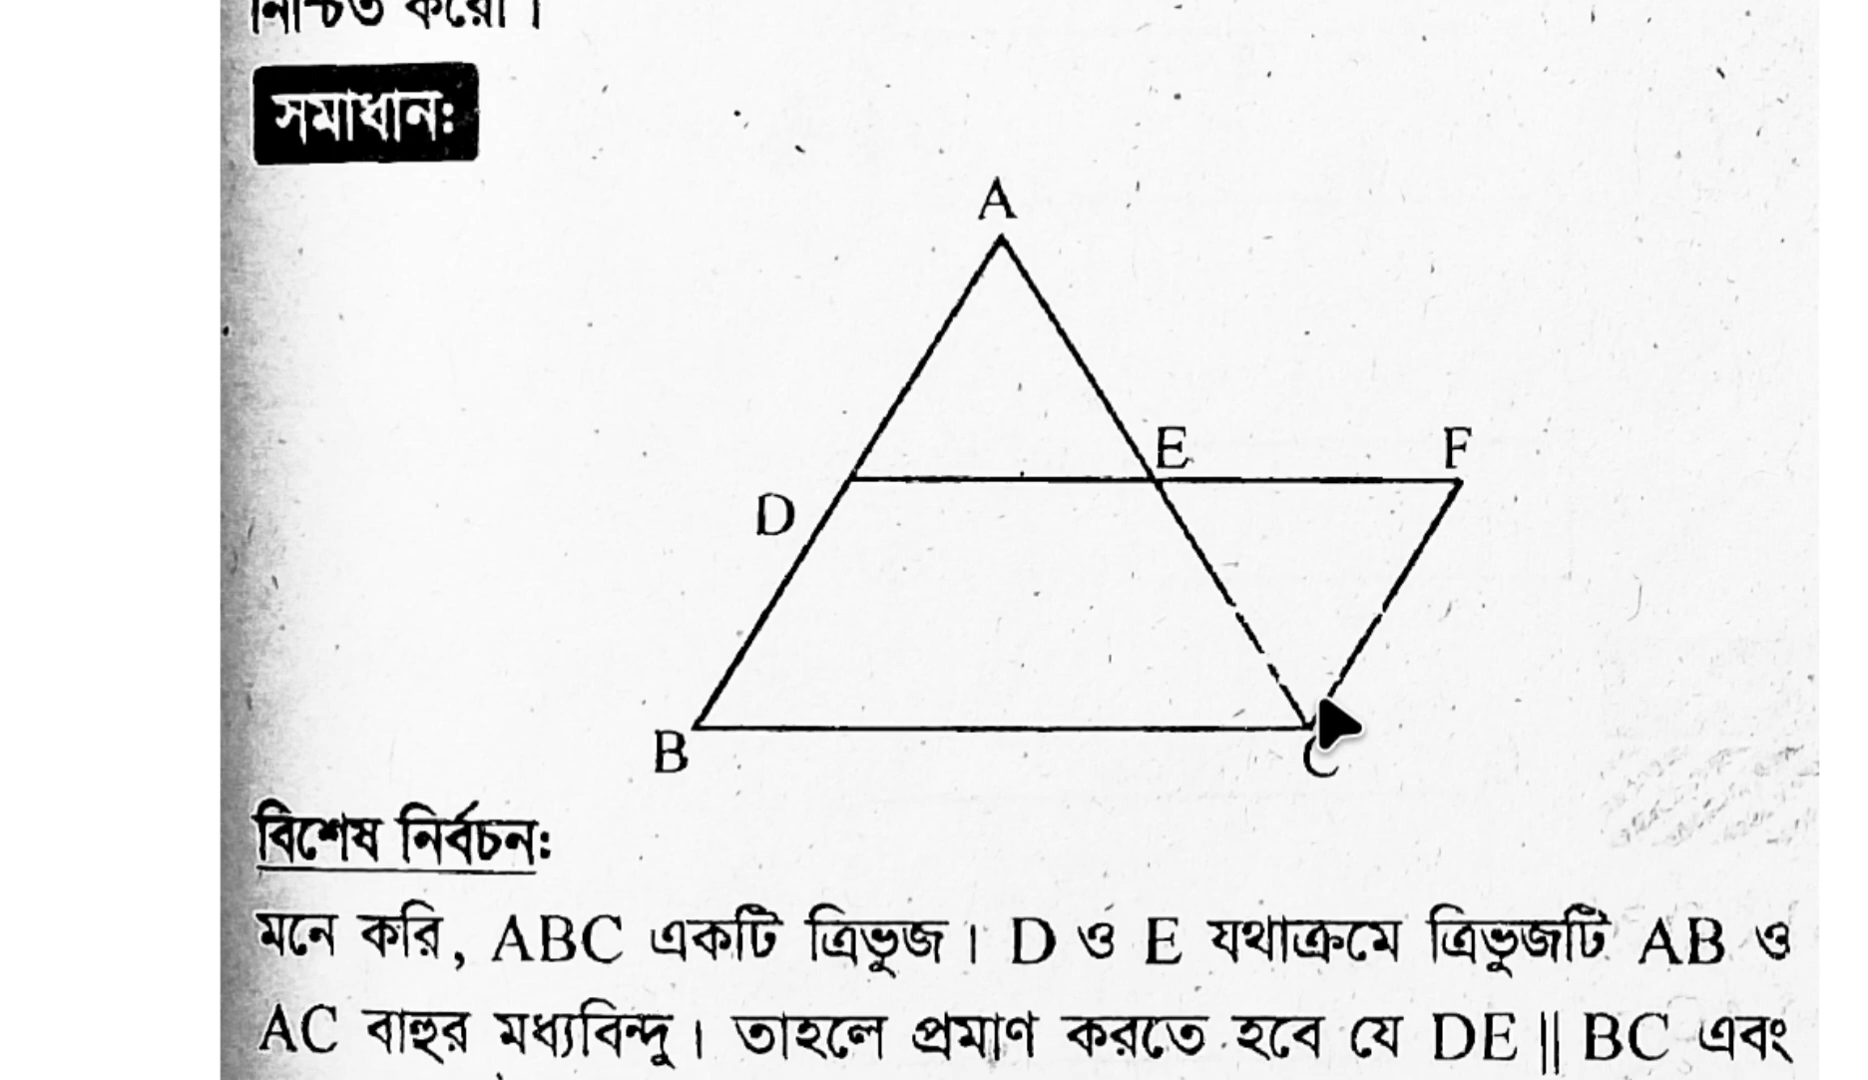 নিশ্চিত করো।
সমাধানঃ
A
E
F
D
B
C
বিশেষ নির্বচনঃ
মনে করি, ABC একটি ত্রিভুজ। D ও E যথাক্রমে ত্রিভুজটি AB ও
AC বাহুর মধ্যবিন্দু। তাহলে প্রমাণ করতে হবে যে DE || BC এবং